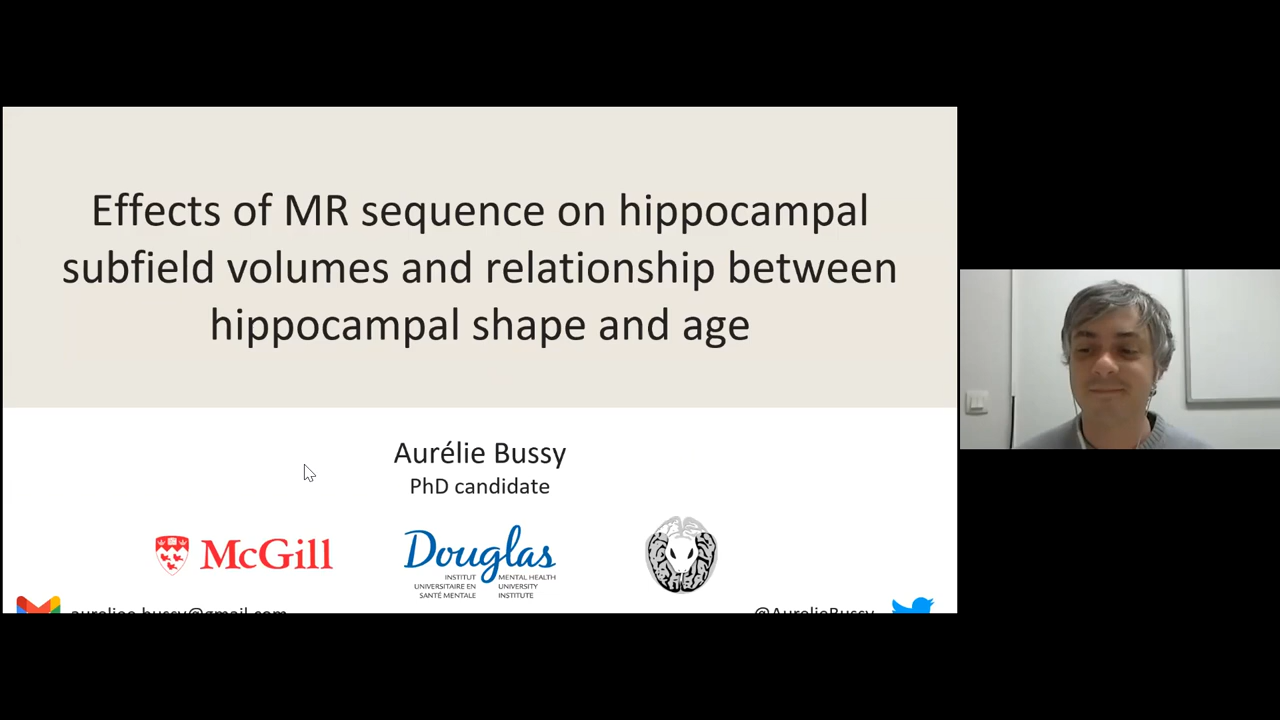 Effects of MR sequence on hippocampal
subfield volumes and relationship between
hippocampal shape and age
Aurélie Bussy
PhD candidate
McGill
Douglas
INSTITUT
UNIVERSITAIRE EN
SANTÉ MENTALE
MENTAL HEALTH
UNIVERSITY
INSTITUTE
@AurelieBussy